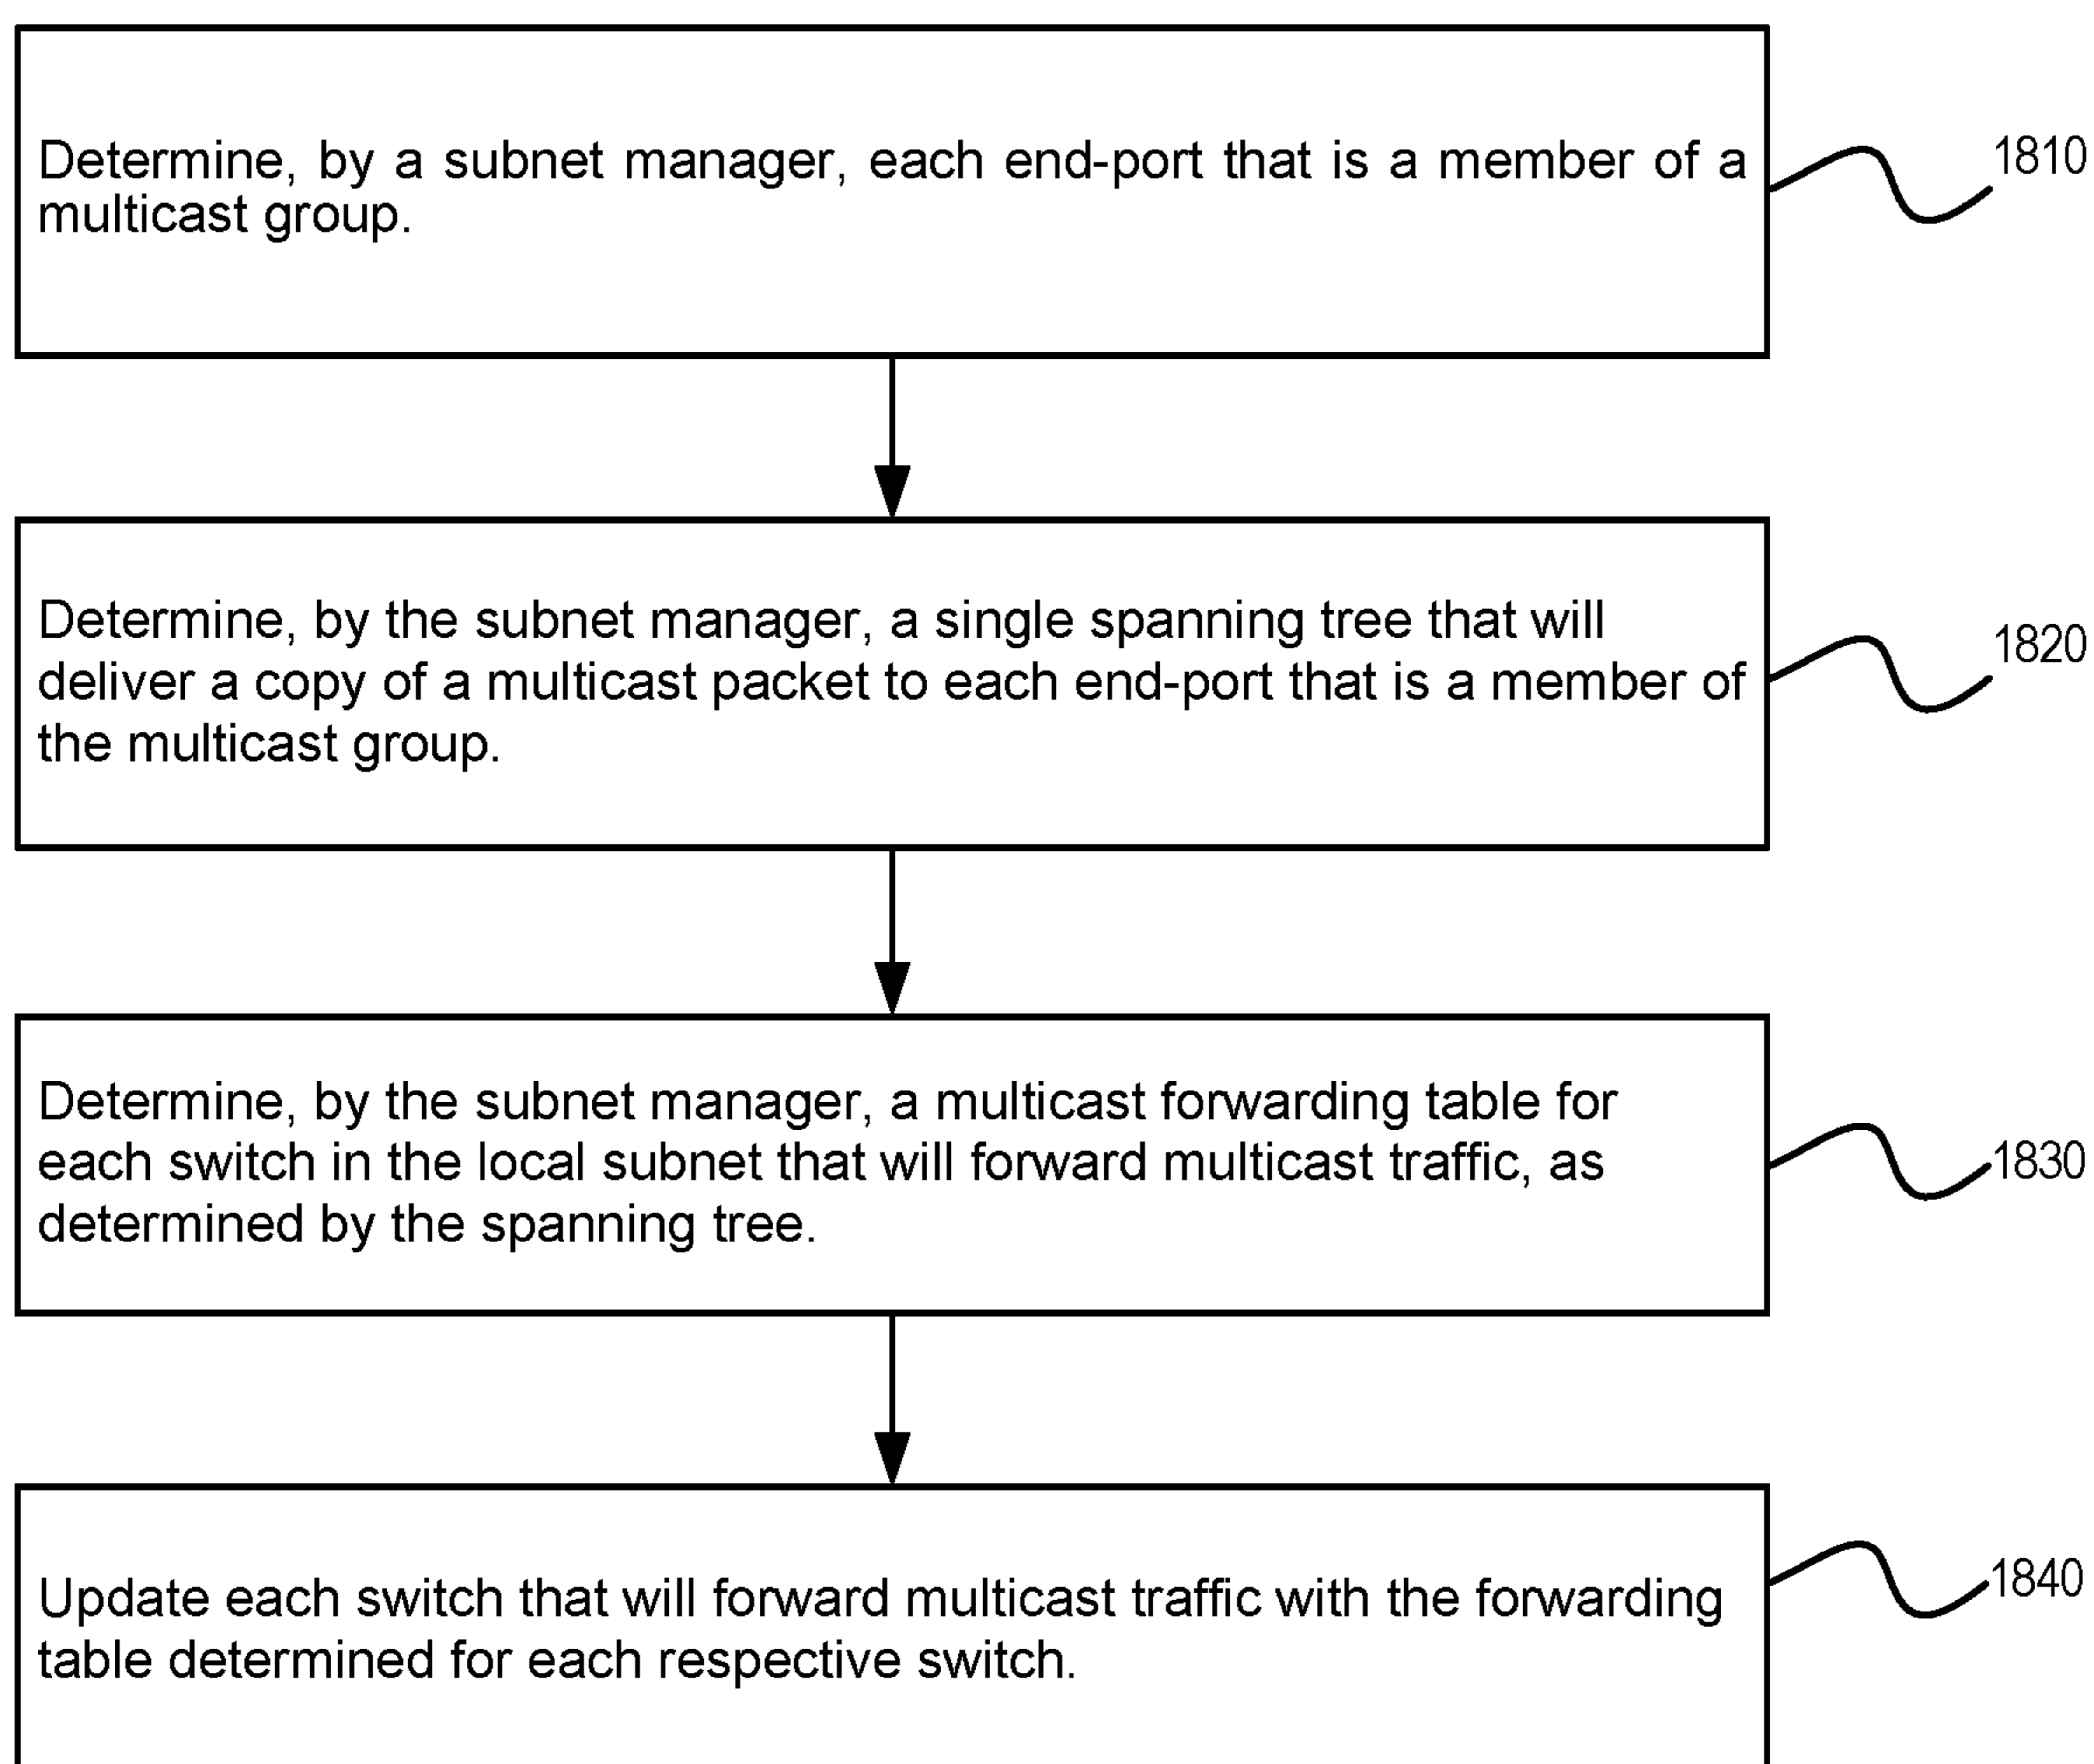 Determine, by a subnet manager, each end-port that is a member of a
multicast group.
1810
Determine, by the subnet manager, a single spanning tree that will
deliver a copy of a multicast packet to each end-port that is a member of
the multicast group.
1820
Determine, by the subnet manager, a multicast forwarding table for
each switch in the local subnet that will forward multicast traffic, as
determined by the spanning tree.
1830
Update each switch that will forward multicast traffic with the forwarding
table determined for each respective switch.
1840